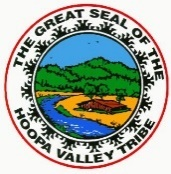 THE GREAT SEAL OF THE
HOOPA VALLEY TRIBE